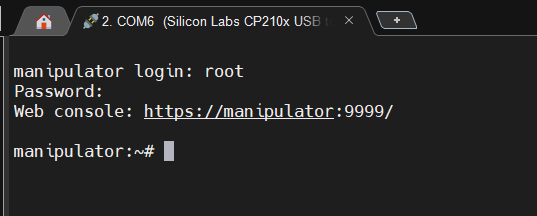 2. COM6 (Silicon Labs CP210x USB
manipulator login: root
Password:
Web console: https://manipulator:9999/
manipulator:~#